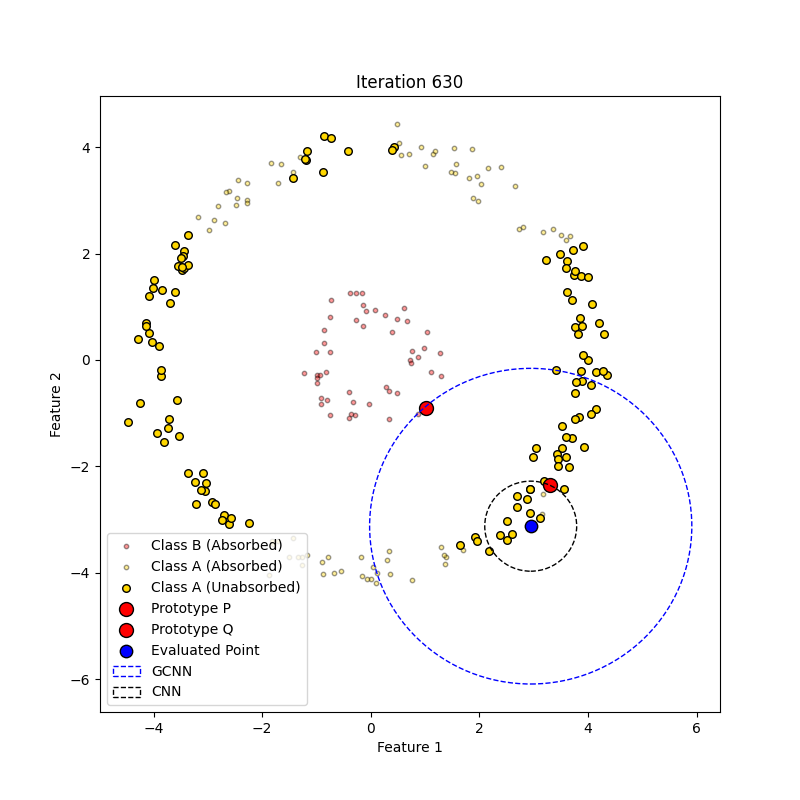 Iteration 630
Feature 2
4
2
0
−2
−4
−6
Class B (Absorbed)
Class A (Absorbed)
Class A (Unabsorbed)
Prototype P
Prototype Q
Evaluated Point
GCNN
CNN
−4 −2 0 2 4 6
Feature 1